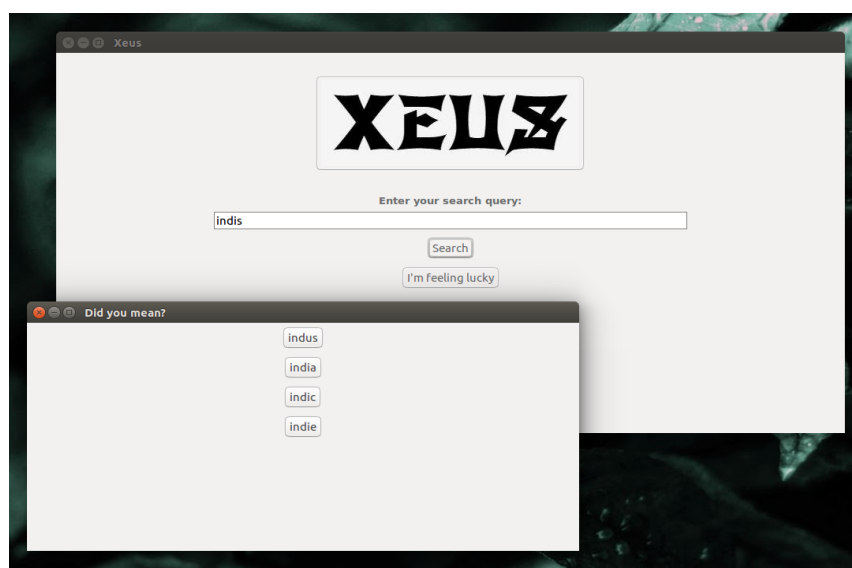 Xeus
XEUS
Enter your search query:
indis
Search
I'm feeling lucky
Did you mean?
indus
india
indic
indie